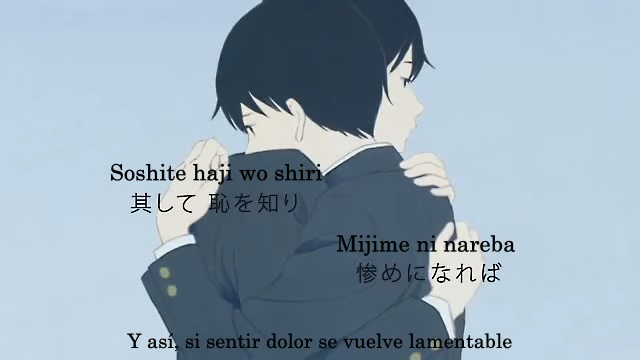 Soshite haji wo shiri
其して 恥を知り
Mijime ni nareba
惨めになれば
Y así, si sentir dolor se vuelve lamentable